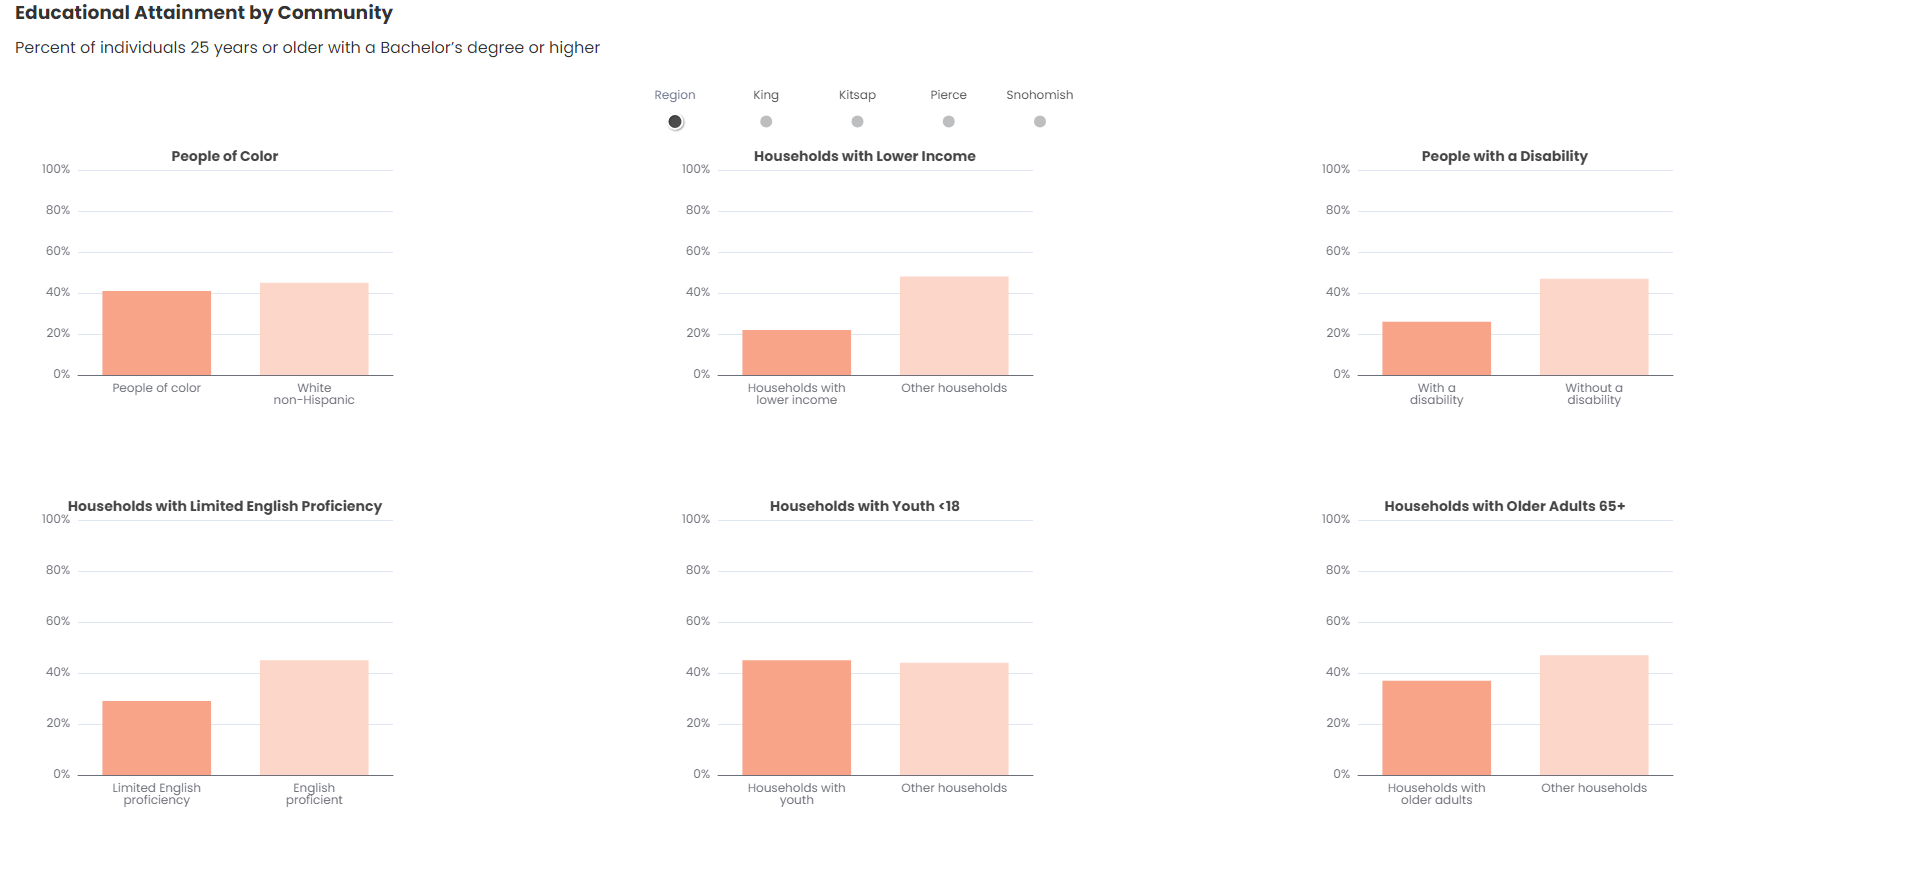 Educational Attainment by Community
Percent of individuals 25 years or older with a Bachelor’s degree or higher
Region King Kitsap Pierce Snohomish
People of Color
100%
80%
60%
40%
20%
0%
People of color
White
non-Hispanic
Households with Lower Income
100%
80%
60%
40%
20%
0%
Households with
lower income
Other households
People with a Disability
100%
80%
60%
40%
20%
0%
With a
disability
Without a
disability
Households with Limited English Proficiency
100%
80%
60%
40%
20%
0%
Limited English
proficiency
English
proficient
Households with Youth <18
100%
80%
60%
40%
20%
0%
Households with
youth
Other households
Households with Older Adults 65+
100%
80%
60%
40%
20%
0%
Households with
older adults
Other households